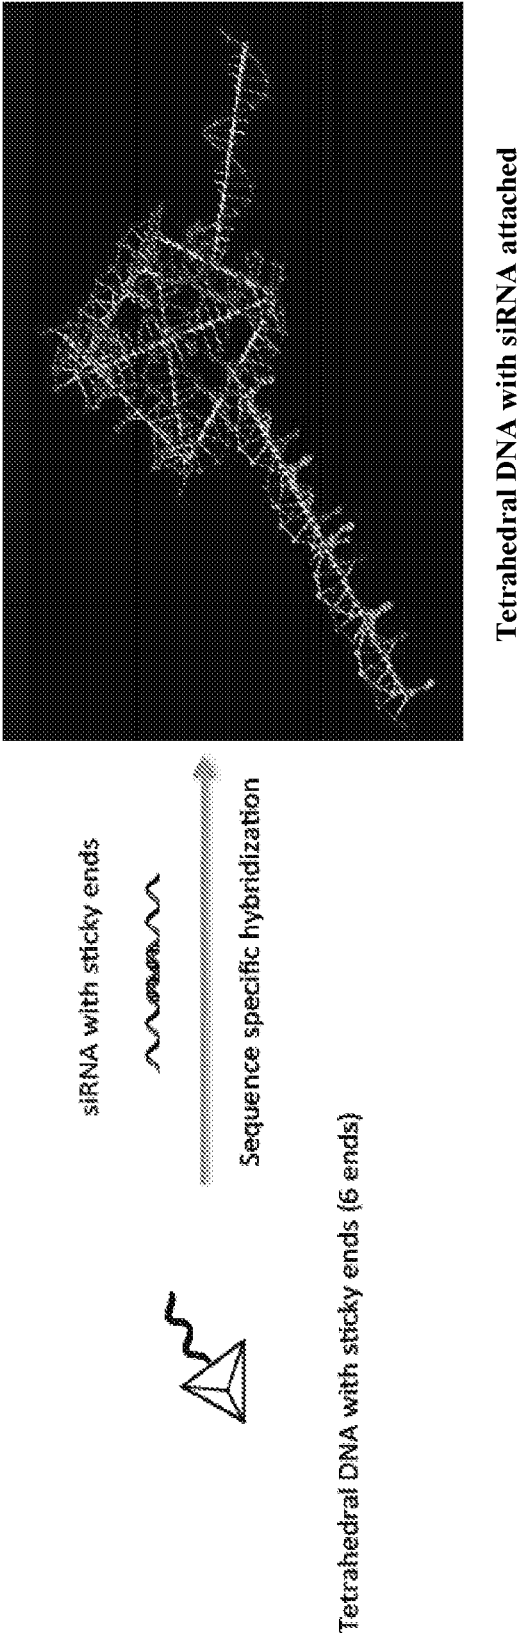 siRNA with sticky ends
Sequence specific hybridization
Tetrahedral DNA with sticky ends (6 ends)
Tetrahedral DNA with siRNA attached